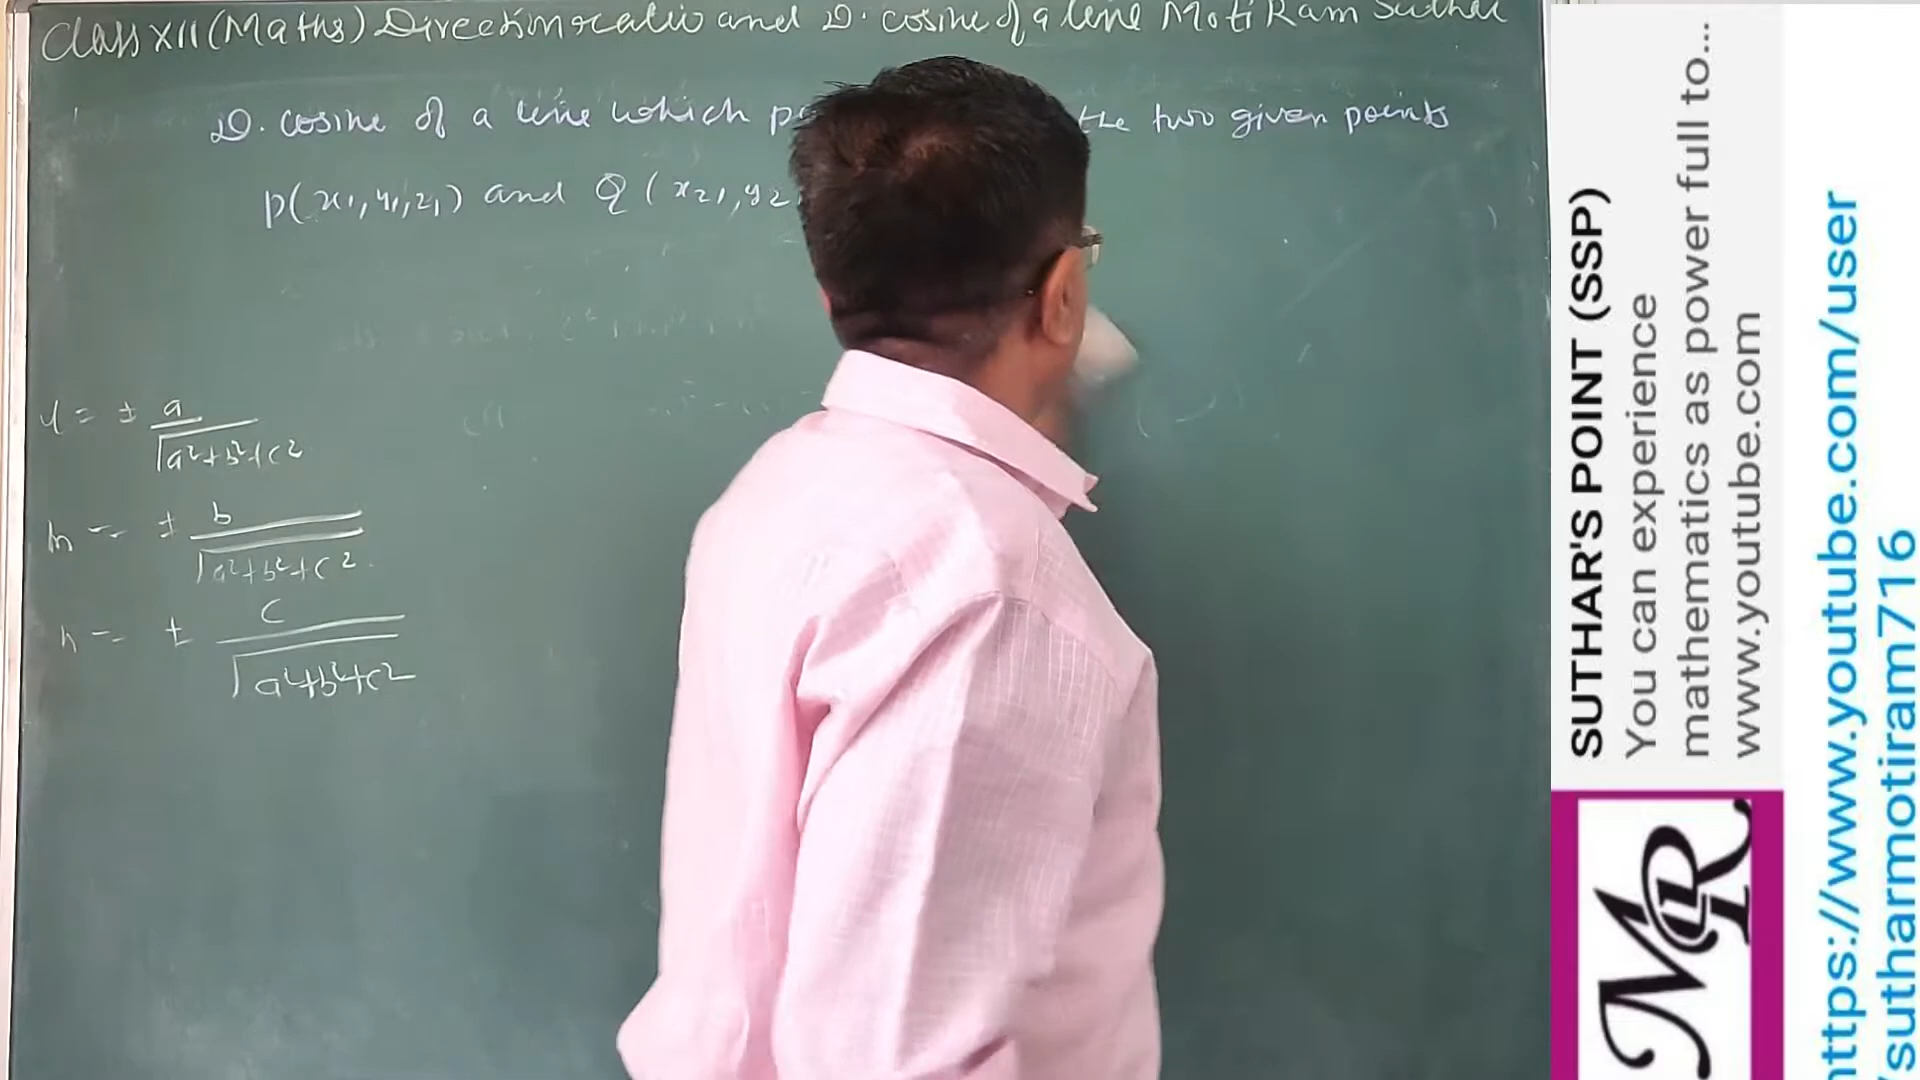 Class XII (Maths) Direction ratio and D. cosine of a line Moti Ram Suthar
D. cosine of a line which the two given points
P(x1, y1, z1) and Q (x2, y2
l = ± a
√a²+b²+c²
m = ± b
√a²+b²+c²
n = ± c
√a²+b²+c²
SUTHAR'S POINT (SSP)
You can experience
mathematics as power full to...
www.youtube.com
https://www.youtube.com/user
/sutharmotiram716
MR